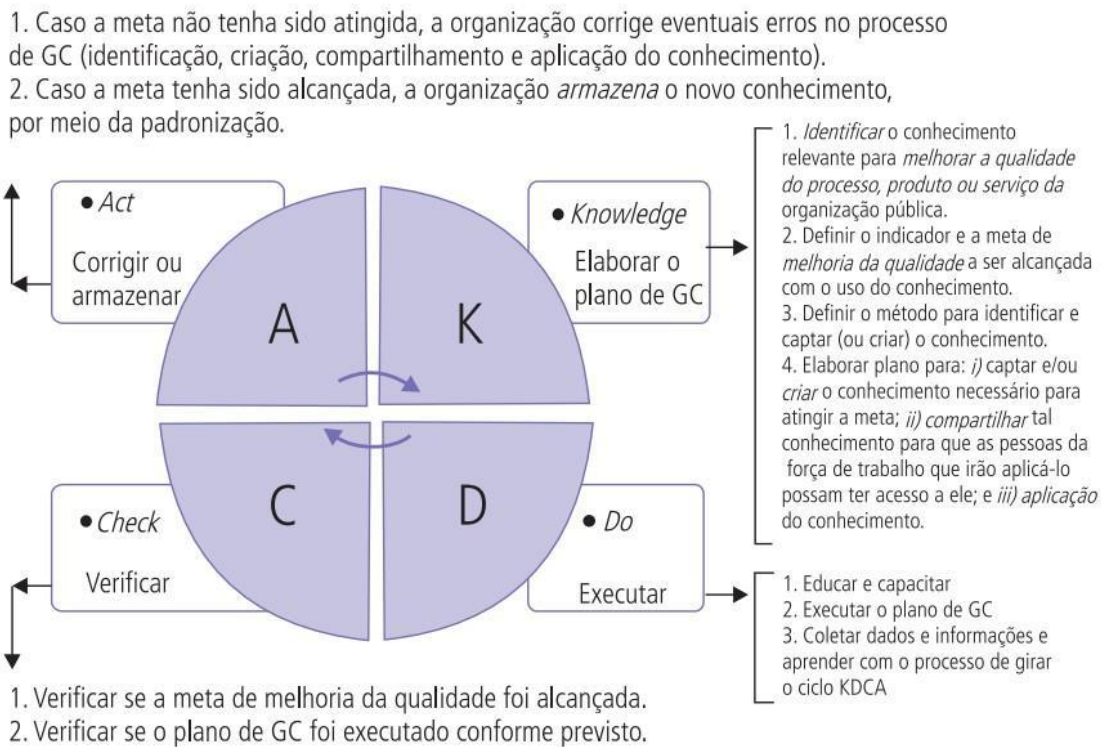 1. Caso a meta não tenha sido atingida, a organização corrige eventuais erros no processo
de GC (identificação, criação, compartilhamento e aplicação do conhecimento).
2. Caso a meta tenha sido alcançada, a organização armazena o novo conhecimento,
por meio da padronização.
• Act
Corrigir ou
armazenar
A
K
• Knowledge
Elaborar o
plano de GC
1. Identificar o conhecimento
relevante para melhorar a qualidade
do processo, produto ou serviço da
organização pública.
2. Definir o indicador e a meta de
melhoria da qualidade a ser alcançada
com o uso do conhecimento.
3. Definir o método para identificar e
captar (ou criar) o conhecimento.
4. Elaborar plano para: i) captar e/ou
criar o conhecimento necessário para
atingir a meta; ii) compartilhar tal
conhecimento para que as pessoas da
força de trabalho que irão aplicá-lo
possam ter acesso a ele; e iii) aplicação
do conhecimento.
• Check
Verificar
C
D
• Do
Executar
1. Educar e capacitar
2. Executar o plano de GC
3. Coletar dados e informações e
aprender com o processo de girar
o ciclo KDCA
1. Verificar se a meta de melhoria da qualidade foi alcançada.
2. Verificar se o plano de GC foi executado conforme previsto.